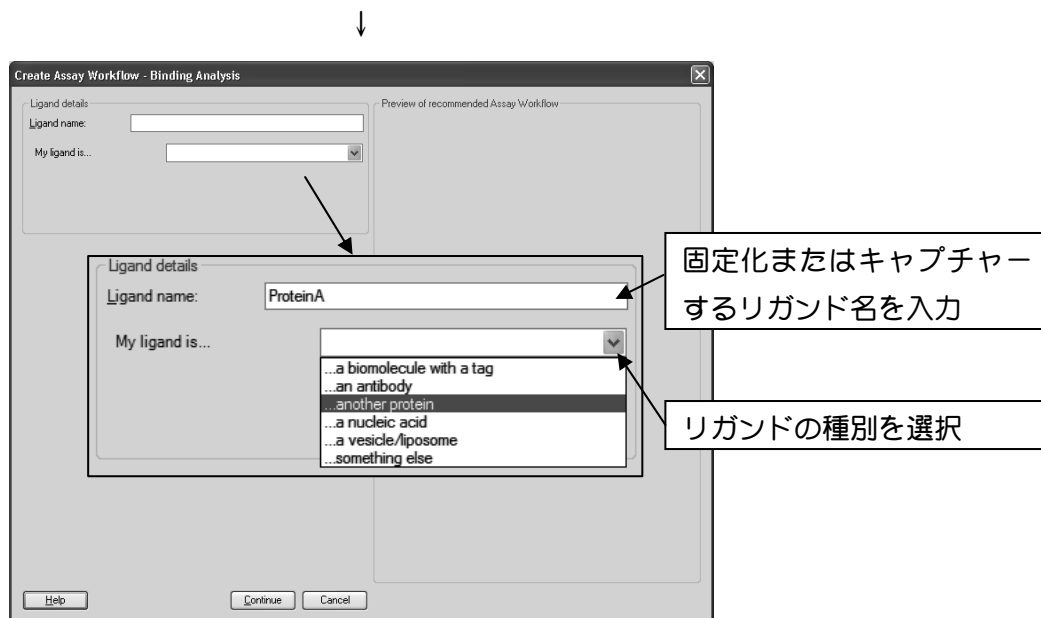 ↓
Create Assay Workflow - Binding Analysis
Ligand details
Ligand name:
My ligand is...
Preview of recommended Assay Workflow
Ligand details
Ligand name: ProteinA
My ligand is...
...a biomolecule with a tag
...an antibody
...another protein
...a nucleic acid
...a vesicle/liposome
...something else
固定化またはキャプチャー
するリガンド名を入力
リガンドの種別を選択
Help Continue Cancel